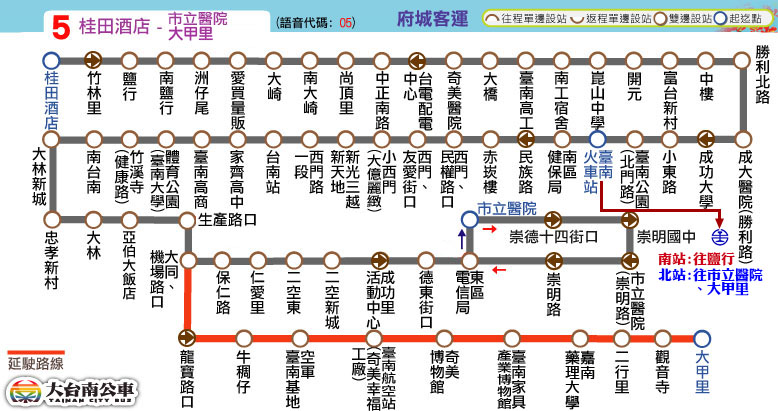 5 桂田酒店 - 市立醫院 大甲里
(語音代碼: 05)
府城客運
往程單邊設站 返程單邊設站 雙邊設站 起迄點
桂田酒店
竹林里
鹽行
南鹽行
洲仔尾
愛買量販
大崎
南大崎
尚頂里
中正南路
台電配電中心
奇美醫院
大橋
臺南高工
南工宿舍
崑山中學
開元
富台新村
中樓
勝利北路
成大醫院(勝利路)
成功大學
小東路
臺南公園(北門路)
臺南火車站
南區健保局
民族路
赤崁樓
西門、民權路口
西門、友愛街口
小西門(大億麗緻)
新光三越新天地
西門路一段
台南站
家齊高中
臺南高商
體育公園(臺南大學)
竹溪寺(健康路)
南台南
大林新城
忠孝新村
大林
亞伯大飯店
生產路口
大同、機場路口
保仁路
仁愛里
二空東
二空新城
成功里活動中心
德東街口
東區電信局
市立醫院
崇德十四街口
崇明國中
市立醫院(崇明路)
崇明路
南站:往鹽行
北站:往市立醫院、大甲里
龍寶路口
牛稠仔
空軍臺南基地
臺南航空站(奇美幸福工廠)
奇美博物館
臺南家具產業博物館
嘉南藥理大學
二行里
觀音寺
大甲里
延駛路線
大台南公車
TAINAN CITY BUS